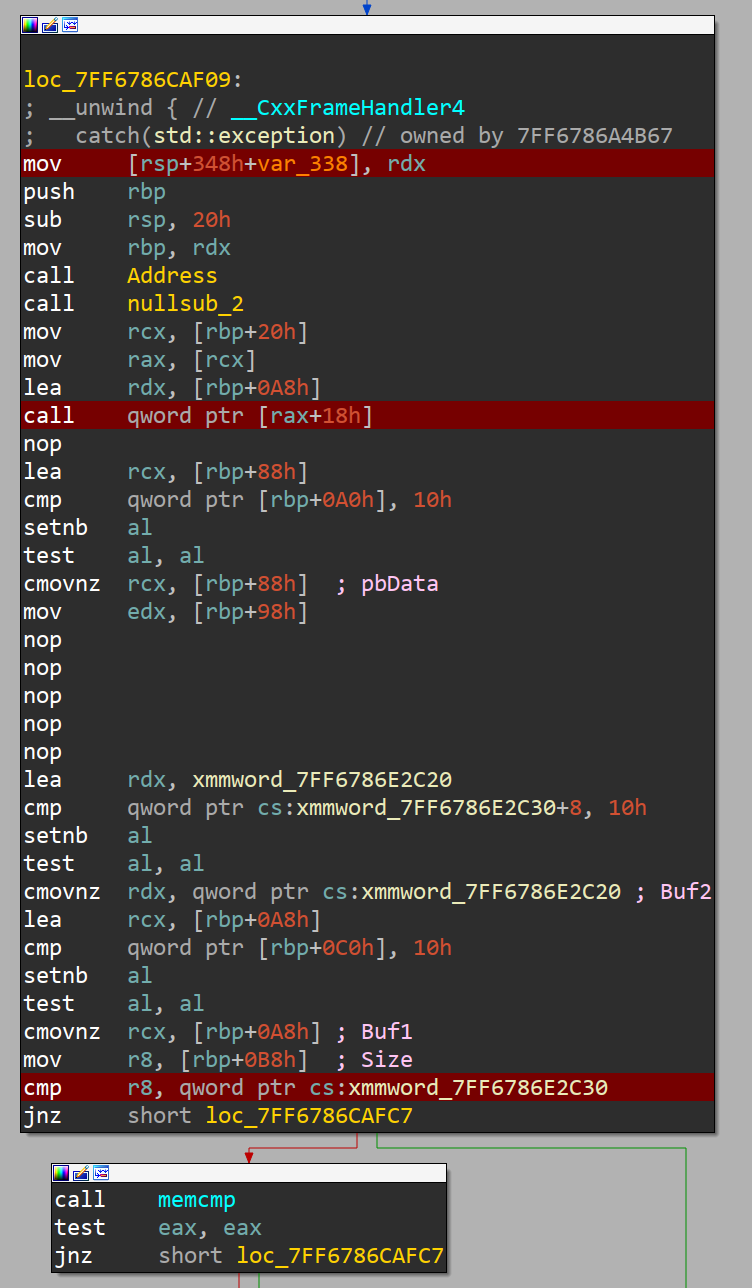 loc_7FF6786CAF09:
; __unwind { // __CxxFrameHandler4
;   catch(std::exception) // owned by 7FF6786A4B67
mov     [rsp+348h+var_338], rdx
push    rbp
sub     rsp, 20h
mov     rbp, rdx
call    Address
call    nullsub_2
mov     rcx, [rbp+20h]
mov     rax, [rcx]
lea     rdx, [rbp+0A8h]
call    qword ptr [rax+18h]
nop
lea     rcx, [rbp+88h]
cmp     qword ptr [rbp+0A0h], 10h
setnb   al
test    al, al
cmovnz  rcx, [rbp+88h]  ; pbData
mov     edx, [rbp+98h]
nop
nop
nop
nop
nop
lea     rdx, xmmword_7FF6786E2C20
cmp     qword ptr cs:xmmword_7FF6786E2C30+8, 10h
setnb   al
test    al, al
cmovnz  rdx, qword ptr cs:xmmword_7FF6786E2C20 ; Buf2
lea     rcx, [rbp+0A8h]
cmp     qword ptr [rbp+0C0h], 10h
setnb   al
test    al, al
cmovnz  rcx, [rbp+0A8h] ; Buf1
mov     r8, [rbp+0B8h]  ; Size
cmp     r8, qword ptr cs:xmmword_7FF6786E2C30
jnz     short loc_7FF6786CAFC7
call    memcmp
test    eax, eax
jnz     short loc_7FF6786CAFC7